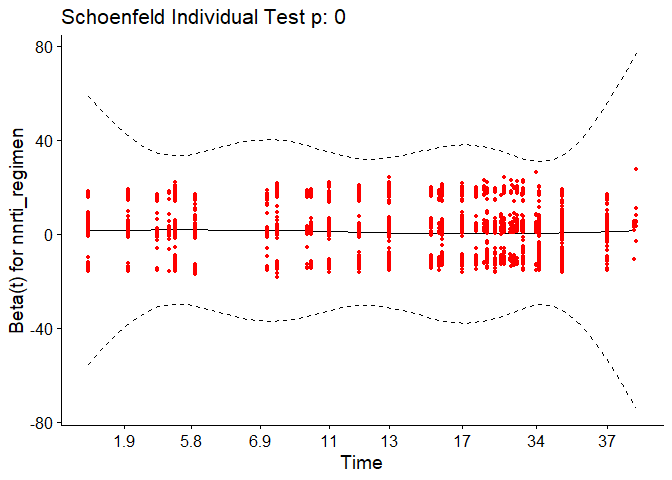 Schoenfeld Individual Test p: 0
80
40
0
-40
-80
Beta(t) for nnrti_regimen
1.9 5.8 6.9 11 13 17 34 37
Time